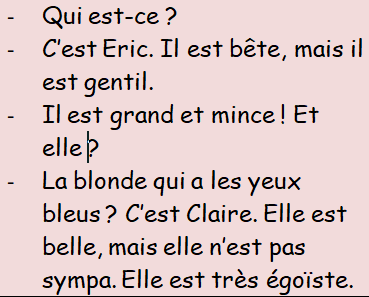 - Qui est-ce ?
- C'est Eric. Il est bête, mais il
est gentil.
- Il est grand et mince ! Et
elle ?
- La blonde qui a les yeux
bleus ? C'est Claire. Elle est
belle, mais elle n'est pas
sympa. Elle est très égoïste.